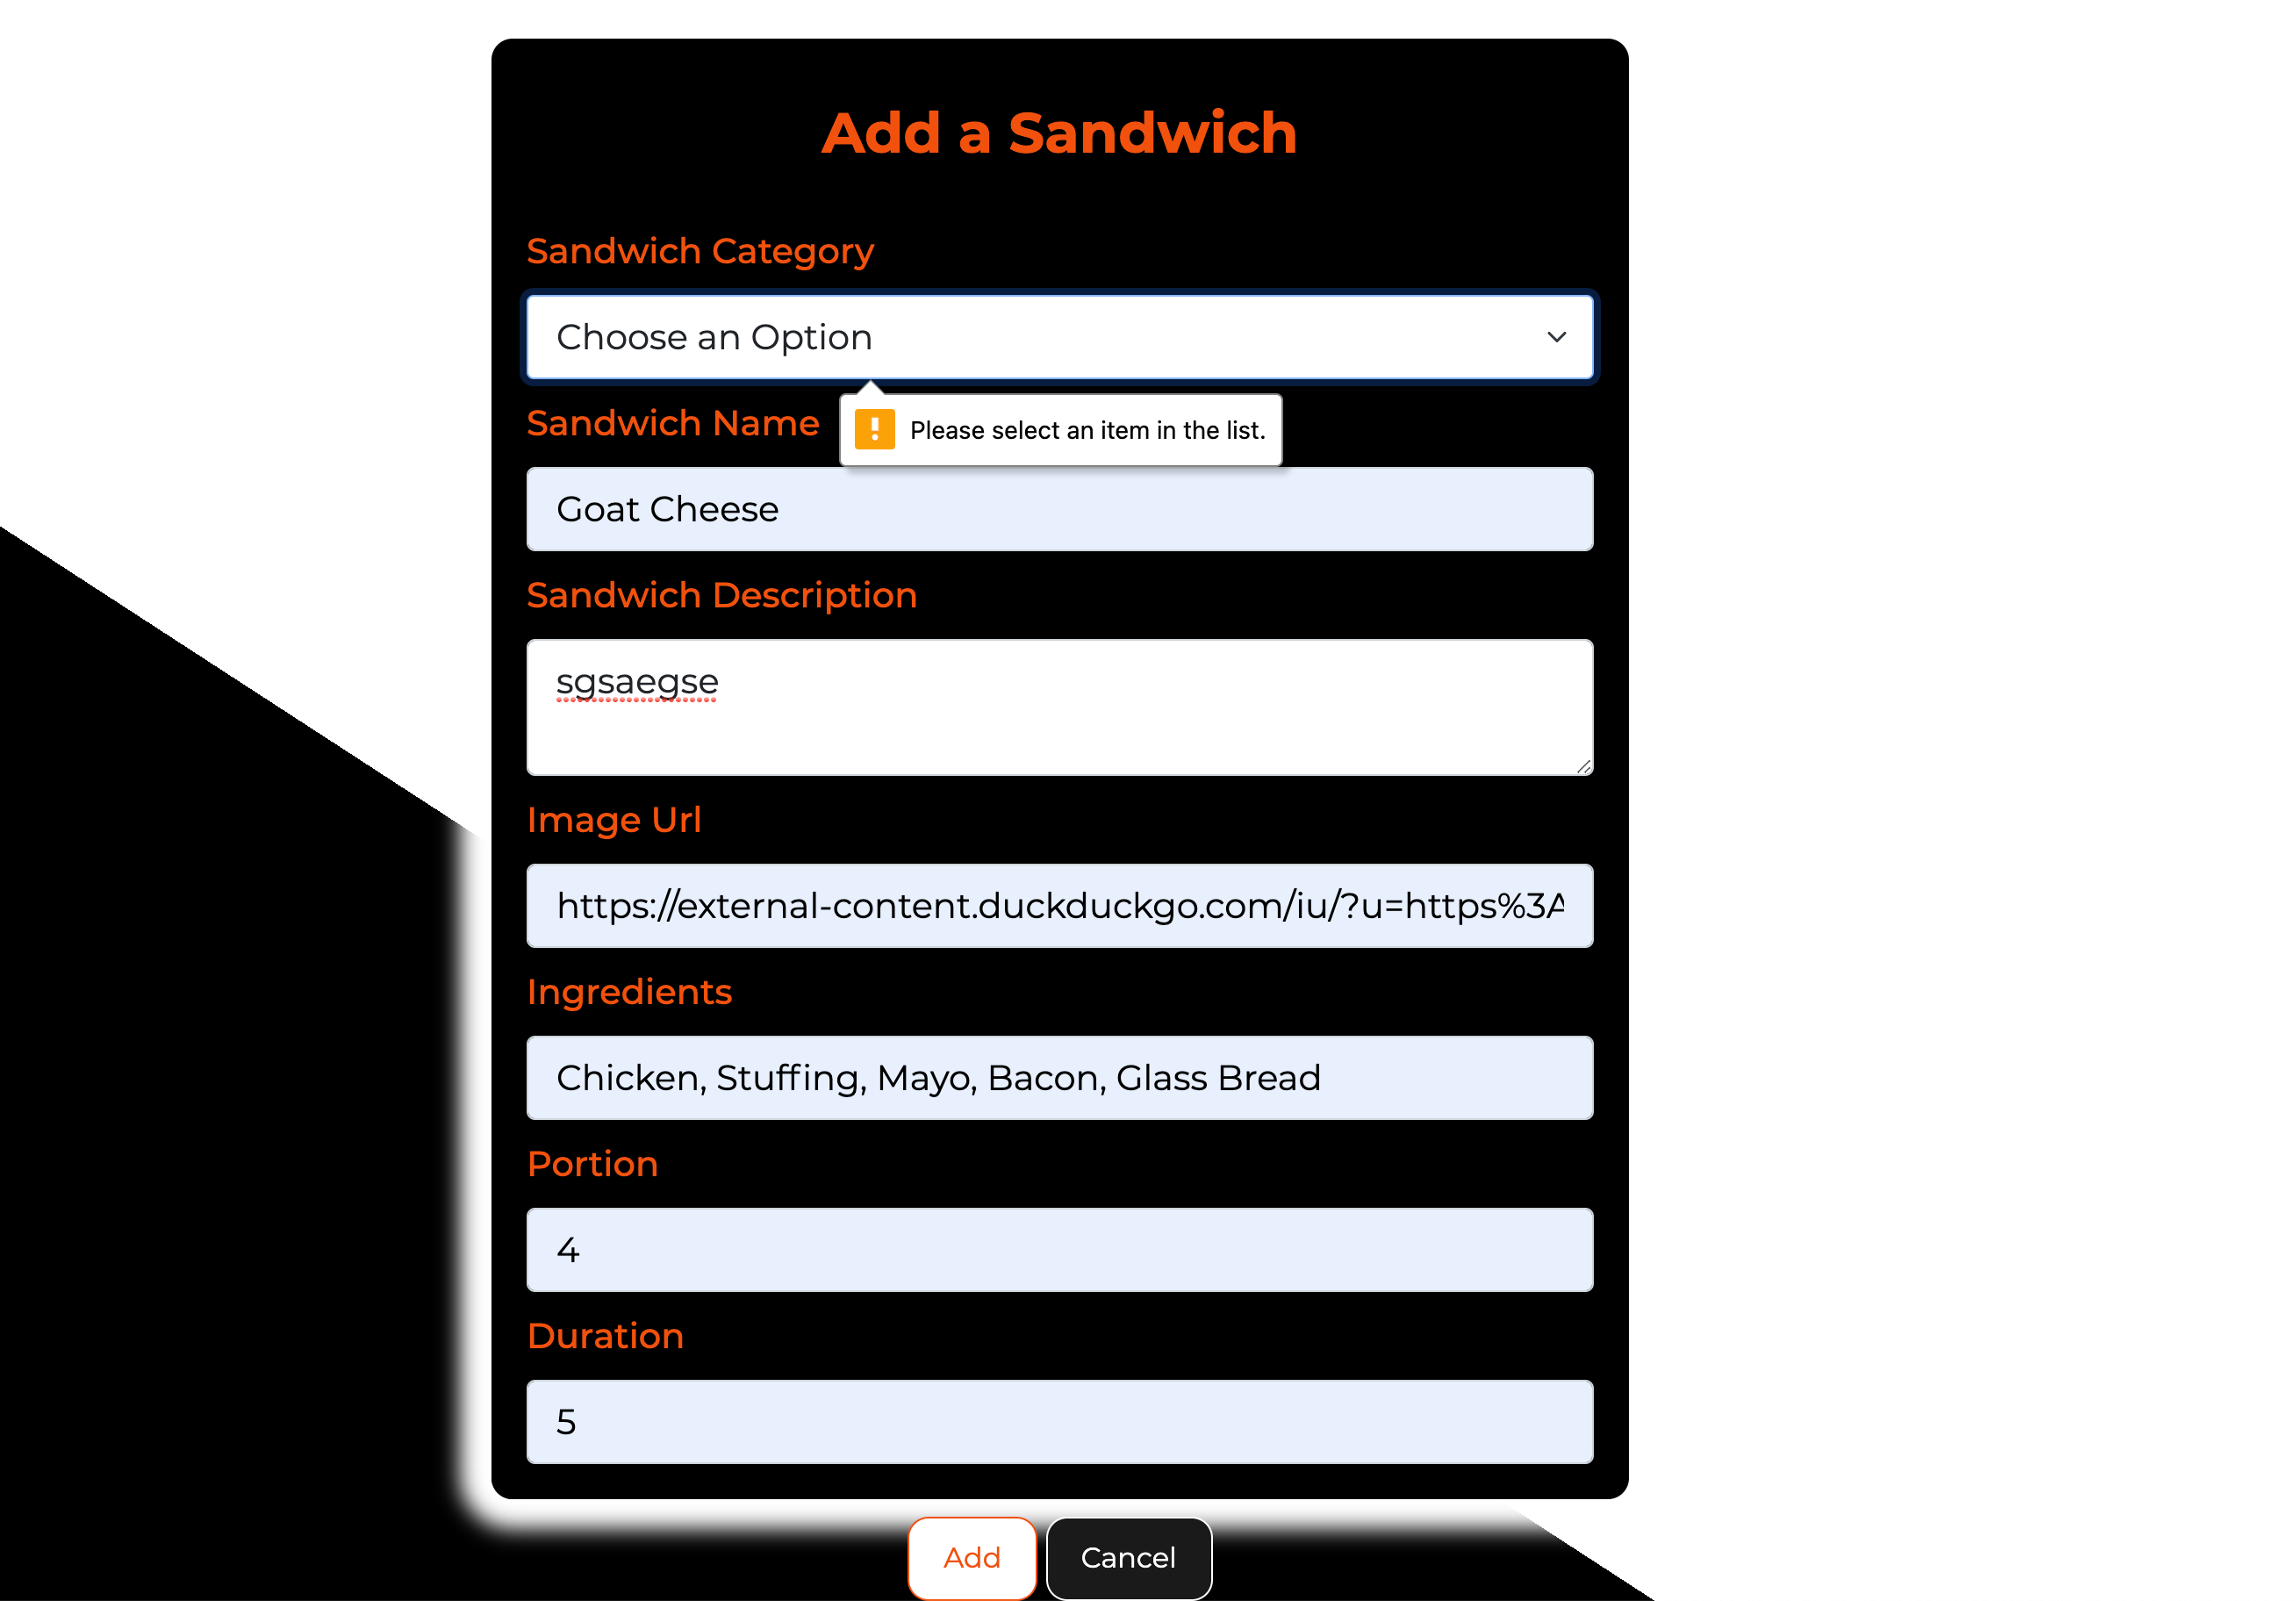 Add a Sandwich
Sandwich Category
Choose an Option
Please select an item in the list.
Sandwich Name
Goat Cheese
Sandwich Description
sgsaegse
Image Url
https://external-content.duckduckgo.com/iu/?u=https%3A
Ingredients
Chicken, Stuffing, Mayo, Bacon, Glass Bread
Portion
4
Duration
5
Add
Cancel